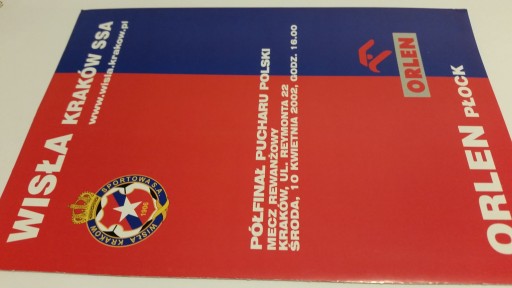 WISŁA KRAKÓW SSA
www.wisla.krakow.pl
SPORTOWA S.A.
1906
WISŁA KRAKÓW
PÓŁFINAŁ PUCHARU POLSKI
MECZ REWANŻOWY
KRAKÓW, UL. REYMONTA 22
ŚRODA, 10 KWIETNIA 2002, GODZ. 16.00
ORLEN
ORLEN PŁOCK